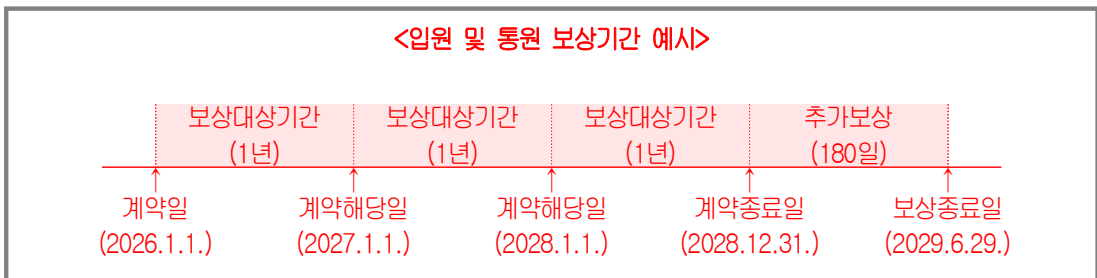 <입원 및 통원 보상기간 예시>
보상대상기간 보상대상기간 보상대상기간 추가보상
(1년) (1년) (1년) (180일)
계약일 계약해당일 계약해당일 계약종료일 보상종료일
(2026.1.1.) (2027.1.1.) (2028.1.1.) (2028.12.31.) (2029.6.29.)